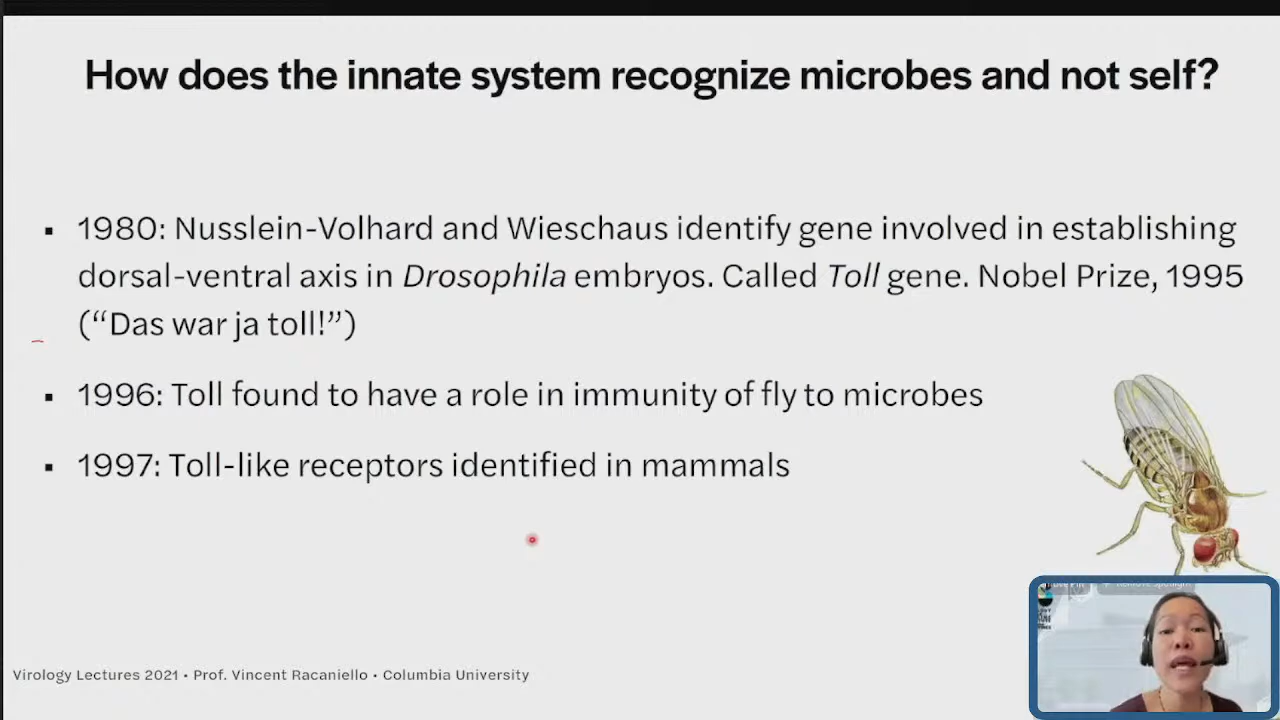 How does the innate system recognize microbes and not self?
▪ 1980: Nusslein-Volhard and Wieschaus identify gene involved in establishing
dorsal-ventral axis in Drosophila embryos. Called Toll gene. Nobel Prize, 1995
(“Das war ja toll!”)
▪ 1996: Toll found to have a role in immunity of fly to microbes
▪ 1997: Toll-like receptors identified in mammals
Virology Lectures 2021 • Prof. Vincent Racaniello • Columbia University